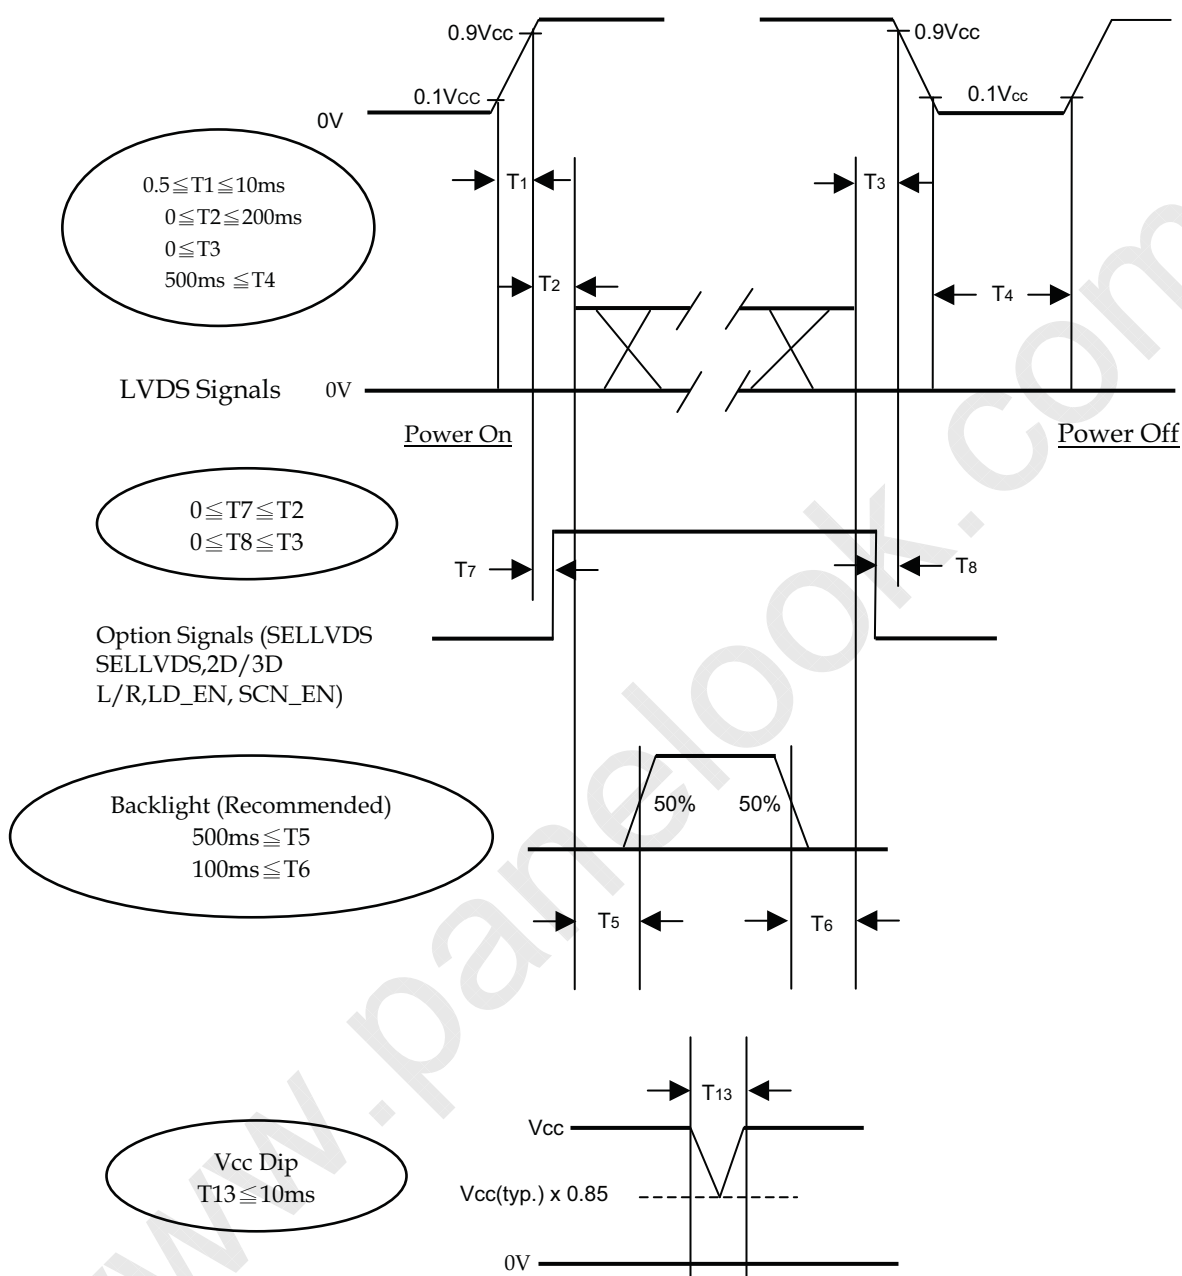 0.9Vcc
0.9Vcc
0.1Vcc
0.1Vcc
0V
0.5≦T1≦10ms
0≦T2≦200ms
0≦T3
500ms ≦T4
T1
T3
T2
T4
LVDS Signals
0V
Power On
Power Off
0≦T7≦T2
0≦T8≦T3
T7
T8
Option Signals (SELLVDS
SELLVDS,2D/3D
L/R,LD_EN, SCN_EN)
Backlight (Recommended)
500ms≦T5
100ms≦T6
50%
50%
T5
T6
T13
Vcc
Vcc Dip
T13≦10ms
Vcc(typ.) x 0.85
0V
www.panelook.com